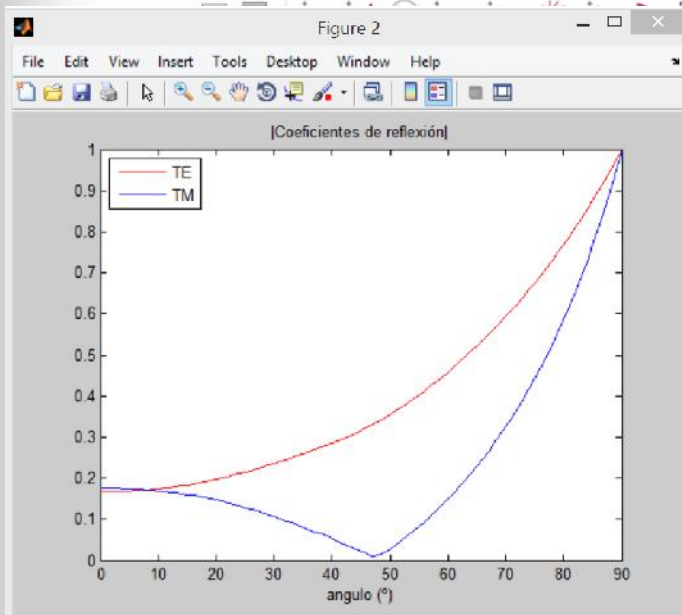 Figure 2
File Edit View Insert Tools Desktop Window Help
|Coeficientes de reflexión|
TE
TM
1
0.9
0.8
0.7
0.6
0.5
0.4
0.3
0.2
0.1
0
0 10 20 30 40 50 60 70 80 90
angulo (º)